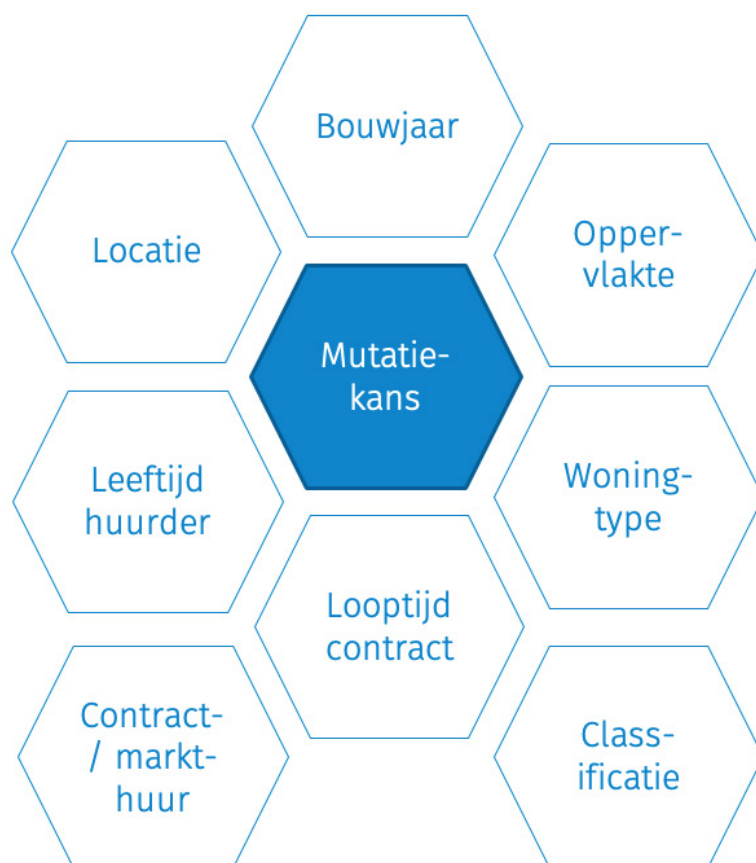 Bouwjaar
Locatie
Opper-
vlakte
Mutatie-
kans
Leeftijd
huurder
Woning-
type
Looptijd
contract
Contract-
/ markt-
huur
Class-
ificatie